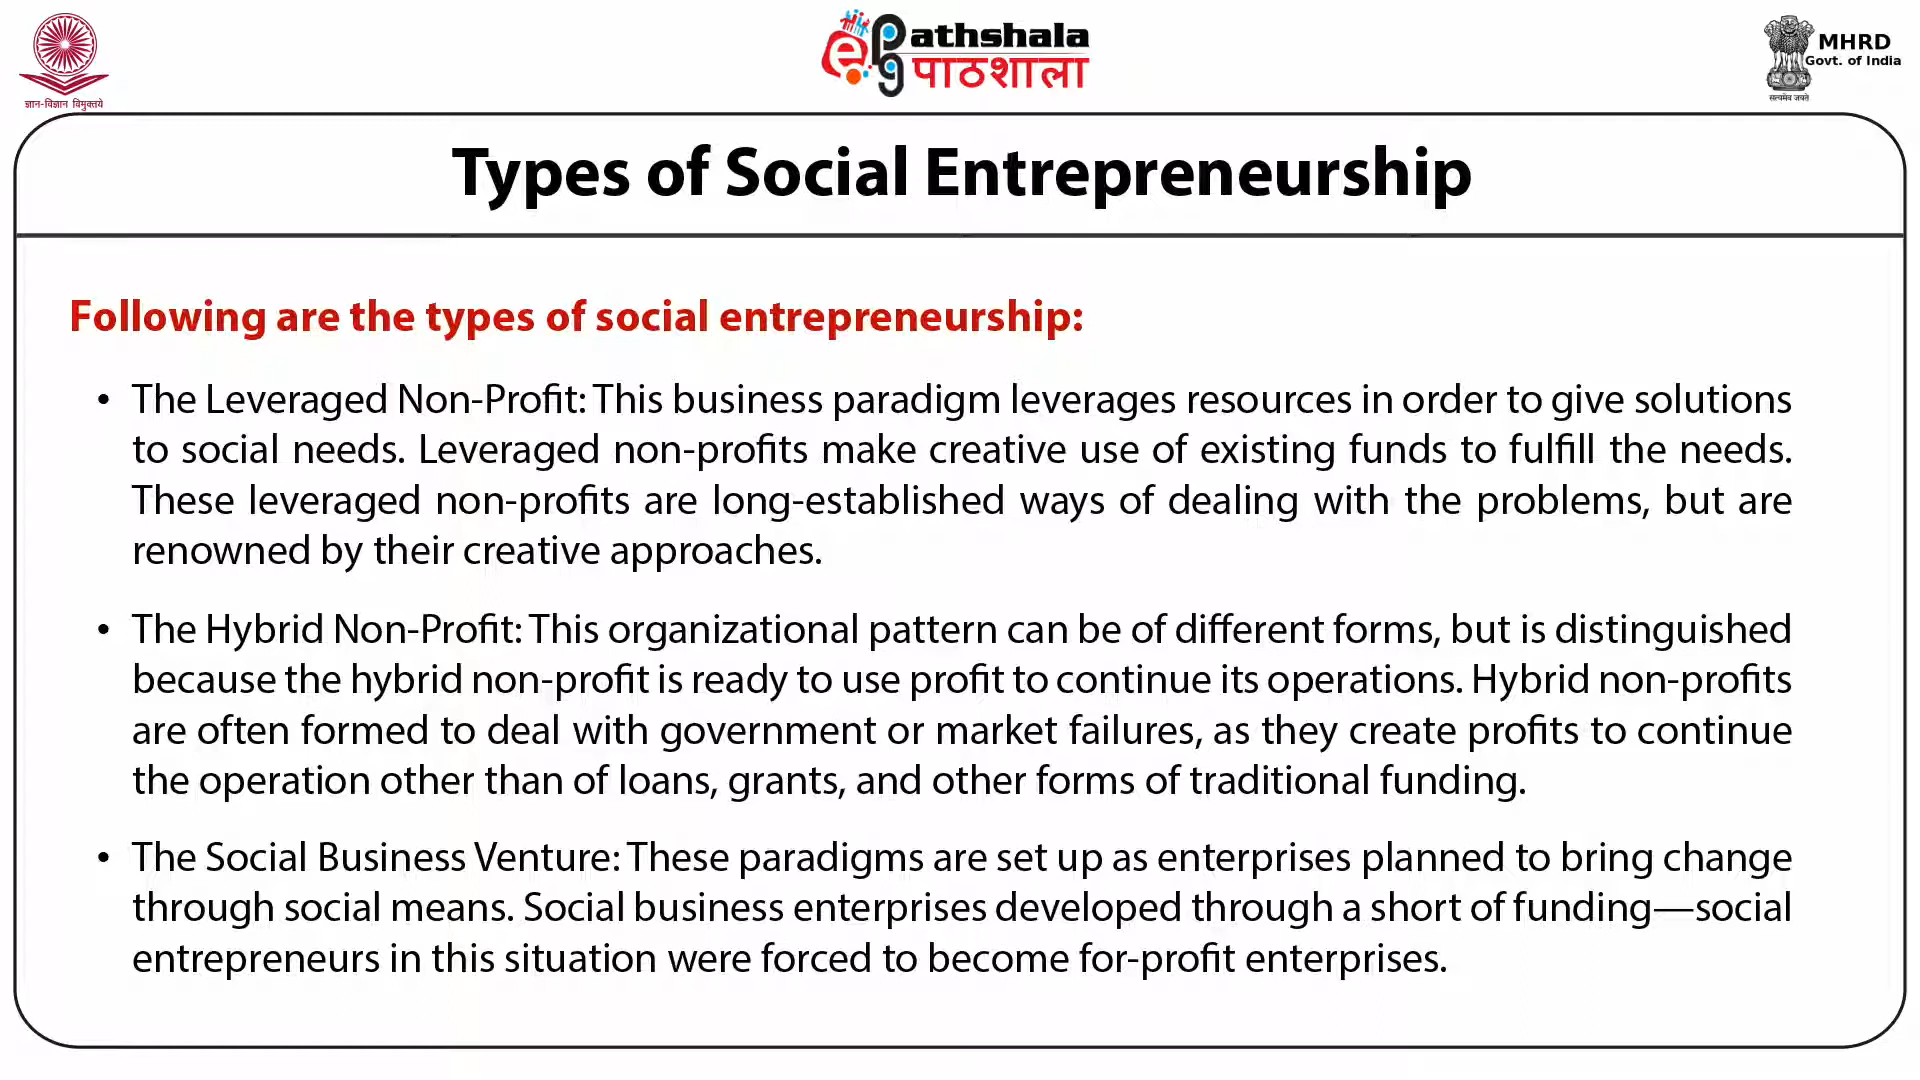 ज्ञान-विज्ञान विमुक्तये
ePathshala
पाठशाला
MHRD
Govt. of India
सत्यमेव जयते
Types of Social Entrepreneurship
Following are the types of social entrepreneurship:
• The Leveraged Non-Profit: This business paradigm leverages resources in order to give solutions
to social needs. Leveraged non-profits make creative use of existing funds to fulfill the needs.
These leveraged non-profits are long-established ways of dealing with the problems, but are
renowned by their creative approaches.
• The Hybrid Non-Profit: This organizational pattern can be of different forms, but is distinguished
because the hybrid non-profit is ready to use profit to continue its operations. Hybrid non-profits
are often formed to deal with government or market failures, as they create profits to continue
the operation other than of loans, grants, and other forms of traditional funding.
• The Social Business Venture: These paradigms are set up as enterprises planned to bring change
through social means. Social business enterprises developed through a short of funding—social
entrepreneurs in this situation were forced to become for-profit enterprises.